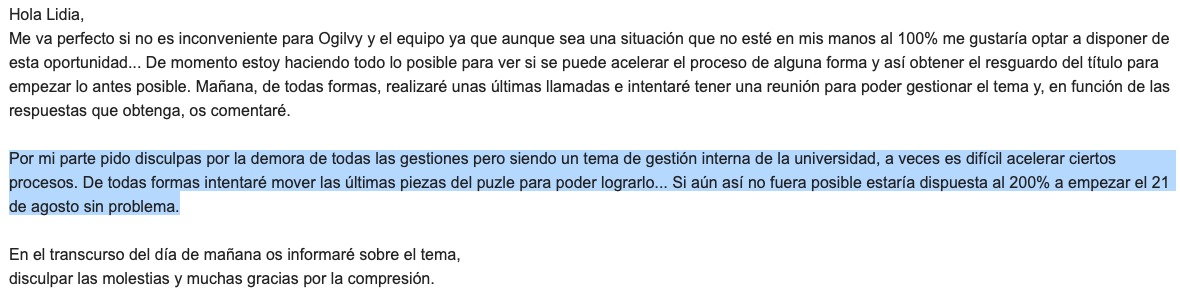 Hola Lidia,
Me va perfecto si no es inconveniente para Ogilvy y el equipo ya que aunque sea una situación que no esté en mis manos al 100% me gustaría optar a disponer de
esta oportunidad... De momento estoy haciendo todo lo posible para ver si se puede acelerar el proceso de alguna forma y así obtener el resguardo del título para
empezar lo antes posible. Mañana, de todas formas, realizaré unas últimas llamadas e intentaré tener una reunión para poder gestionar el tema y, en función de las
respuestas que obtenga, os comentaré.
Por mi parte pido disculpas por la demora de todas las gestiones pero siendo un tema de gestión interna de la universidad, a veces es difícil acelerar ciertos
procesos. De todas formas intentaré mover las últimas piezas del puzle para poder lograrlo... Si aún así no fuera posible estaría dispuesta al 200% a empezar el 21
de agosto sin problema.
En el transcurso del día de mañana os informaré sobre el tema,
disculpar las molestias y muchas gracias por la compresión.